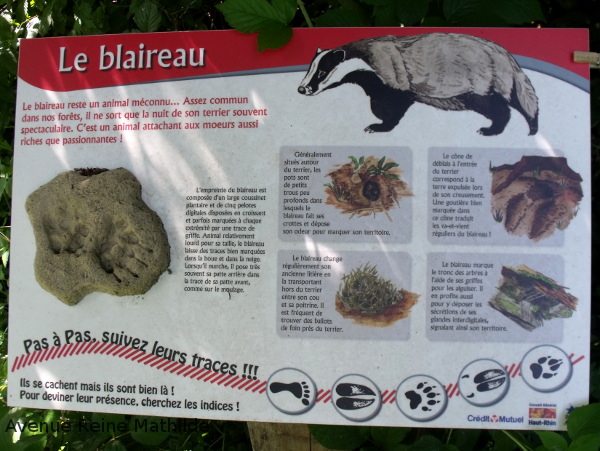 Le blaireau
Le blaireau reste un animal méconnu... Assez commun
dans nos forêts, il ne sort que la nuit de son terrier souvent
spectaculaire. C'est un animal attachant aux moeurs aussi
riches que passionnantes !
L'empreinte du blaireau est
composée d'un large coussinet
plantaire et de cinq pelotes
digitales disposées en croissant
et parfois marquées à chaque
extrémité par une trace de
griffe. Animal relativement
lourd pour sa taille, le blaireau
laisse des traces bien marquées
dans la boue et dans la neige.
Lorsqu'il marche, il pose très
souvent sa patte arrière dans
la trace de sa patte avant,
comme sur le moulage.
Généralement
situés autour
du terrier, les
pots sont
de petits
trous peu
profonds dans
lesquels le
blaireau fait ses
crottes et dépose
son odeur pour marquer son territoire.
Le cône de
déblais à l'entrée
du terrier
correspond à la
terre expulsée lors
de son creusement.
Une goutière bien
marquée dans
ce cône traduit
les va-et-vient
réguliers du blaireau !
Le blaireau change
régulièrement son
ancienne litière en
la transportant
hors du terrier entre
son cou et sa poitrine. Il
est fréquent de
trouver des ballots
de foin près du terrier.
Le blaireau marque
le tronc des arbres à
l'aide de ses griffes
pour les aiguiser. Il
en profite aussi
pour y déposer les
sécrétions de ses
glandes interdigitales,
signalant ainsi son territoire.
Pas à Pas, suivez leurs traces !!!
Ils se cachent mais ils sont bien là !
Pour deviner leur présence, cherchez les indices !
Crédit Mutuel
Conseil Général
Haut-Rhin
Avenue Reine Mathilde